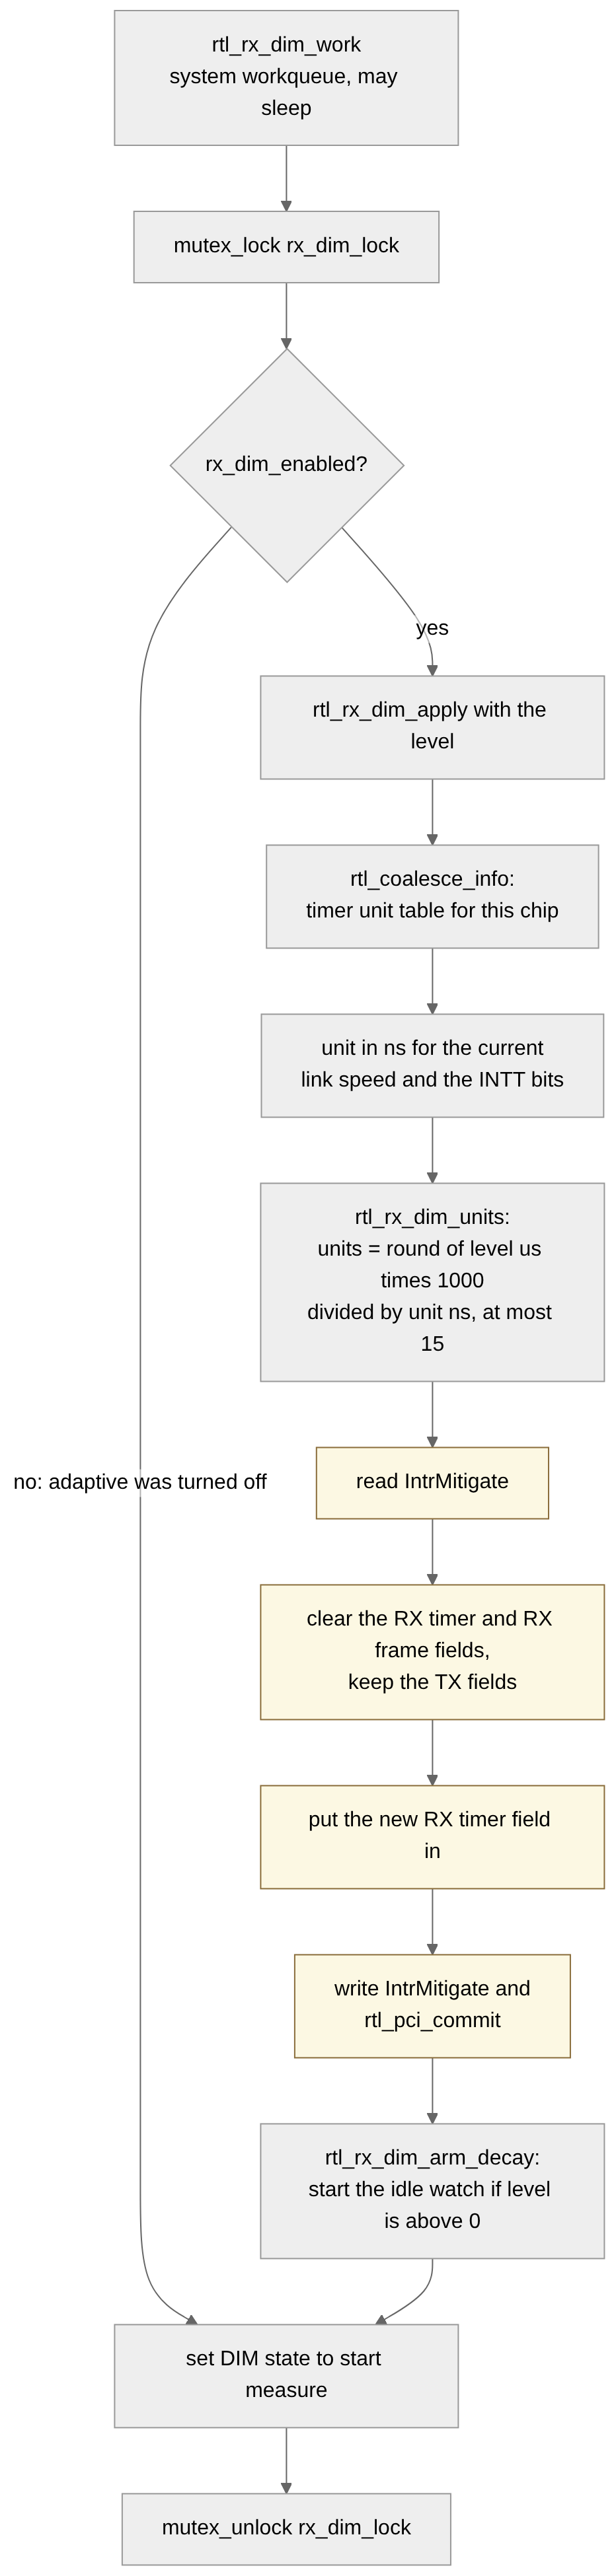 rtl_rx_dim_work
system workqueue, may
sleep
mutex_lock rx_dim_lock
rx_dim_enabled?
yes
rtl_rx_dim_apply with the
level
rtl_coalesce_info:
timer unit table for this chip
unit in ns for the current
link speed and the INTT bits
rtl_rx_dim_units:
units = round of level us
times 1000
divided by unit ns, at most
15
no: adaptive was turned off
read IntrMitigate
clear the RX timer and RX
frame fields,
keep the TX fields
put the new RX timer field
in
write IntrMitigate and
rtl_pci_commit
rtl_rx_dim_arm_decay:
start the idle watch if level
is above 0
set DIM state to start
measure
mutex_unlock rx_dim_lock